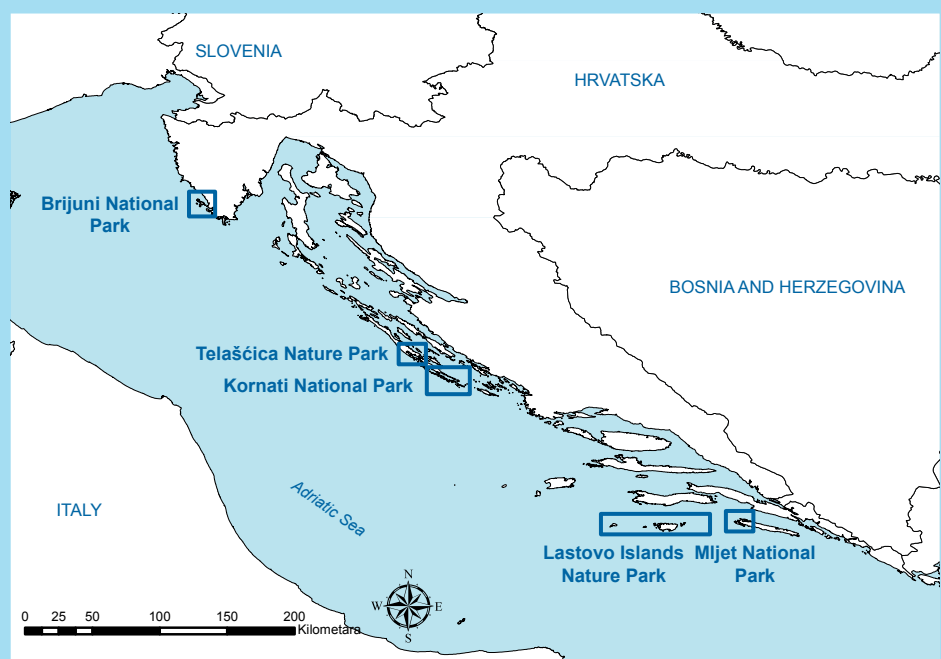 SLOVENIA
HRVATSKA
Brijuni National
Park
BOSNIA AND HERZEGOVINA
Telašćica Nature Park
Kornati National Park
Adriatic Sea
ITALY
Lastovo Islands
Nature Park
Mljet National
Park
N
W
E
S
0 25 50 100 150 200
Kilometara